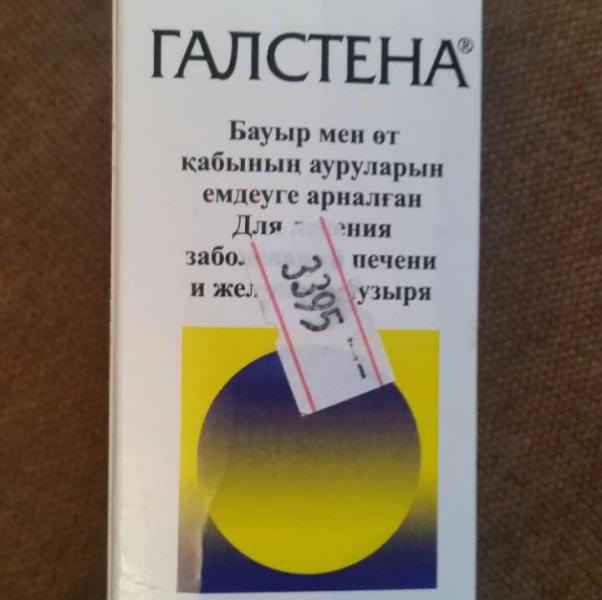 ГАЛСТЕНА®
Бауыр мен өт
қабының ауруларын
емдеуге арналған
Для
печени
и
3395